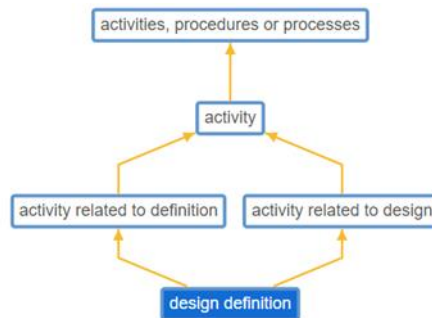 activities, procedures or processes
activity
activity related to definition
activity related to design
design definition